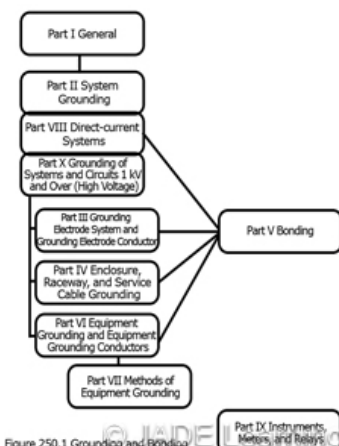 Part I General
Part II System
Grounding
Part VIII Direct-current
Systems
Part X Grounding of
Systems and Circuits 1 kV
and Over (High Voltage)
Part III Grounding
Electrode System and
Grounding Electrode Conductor
Part V Bonding
Part IV Enclosure,
Raceway, and Service
Cable Grounding
Part VI Equipment
Grounding and Equipment
Grounding Conductors
Part VII Methods of
Equipment Grounding
Part IX Instruments,
Meters, and Relays
Figure 250.1 Grounding and Bonding
© JADE Learning